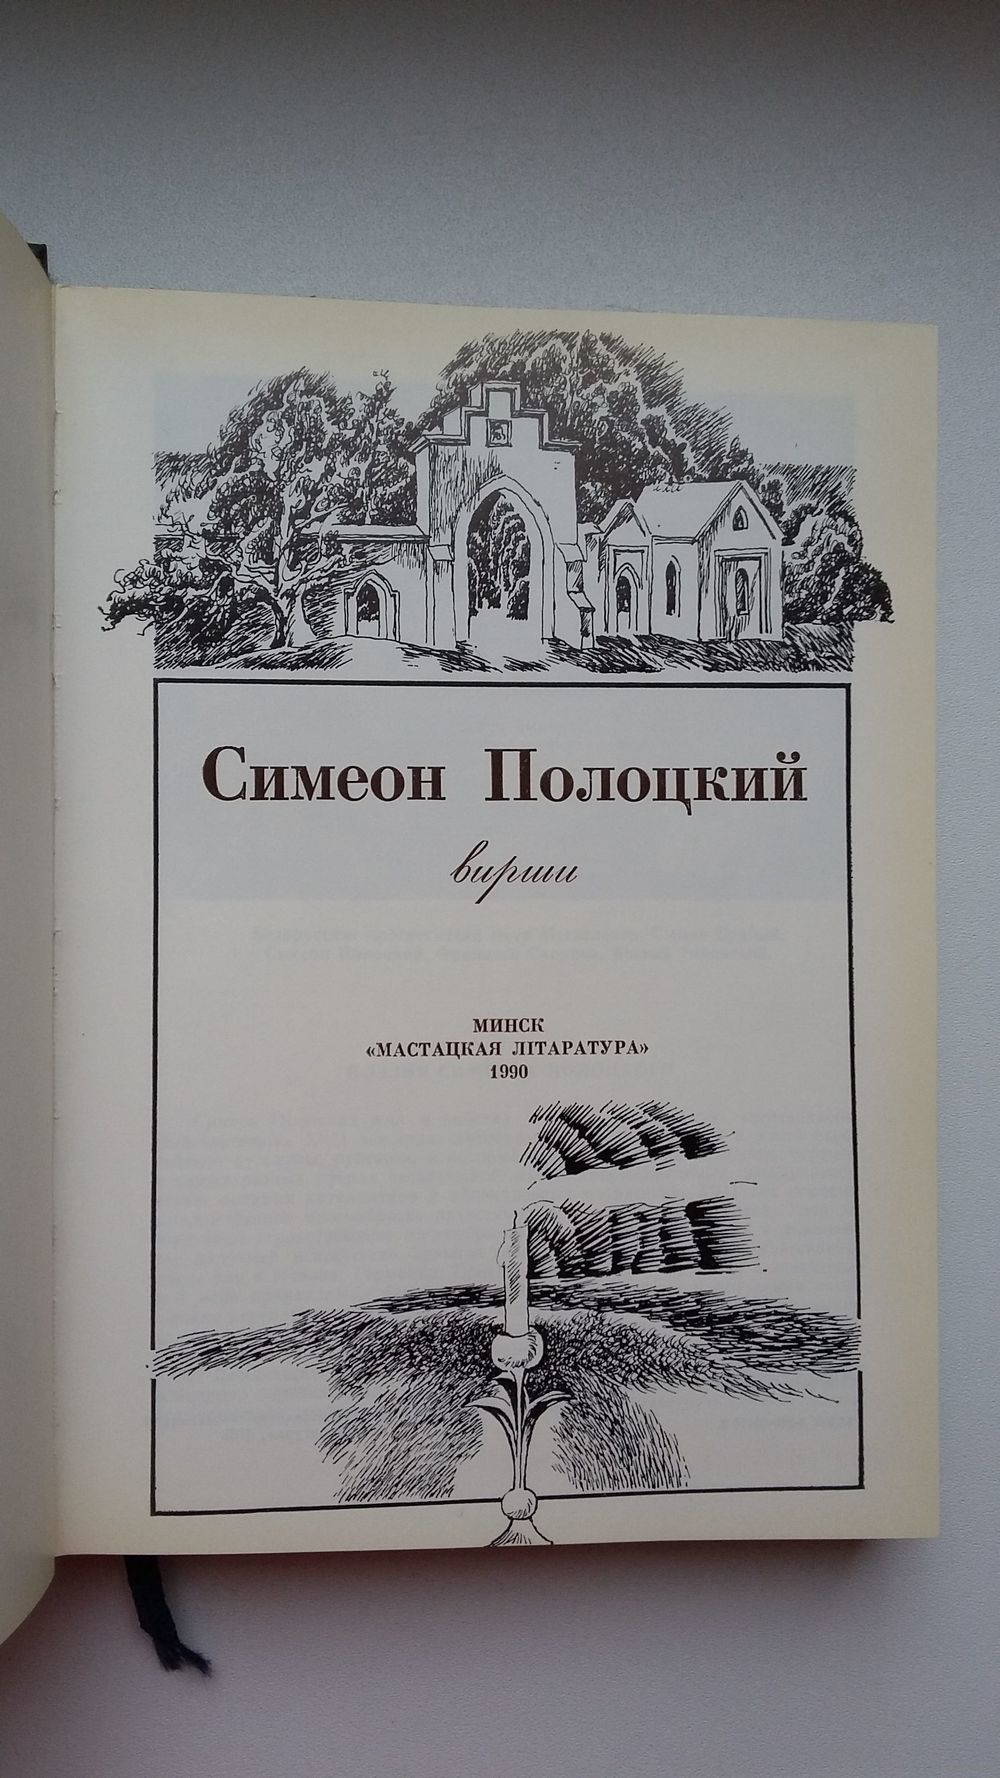 Симеон Полоцкий
вирши
МИНСК
«МАСТАЦКАЯ ЛІТАРАТУРА»
1990